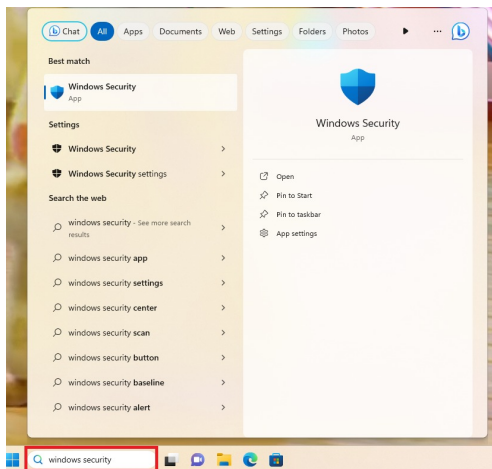 Chat All Apps Documents Web Settings Folders Photos ...
Best match
Windows Security
App
Settings
Windows Security
Windows Security settings
Search the web
windows security - See more search
results
windows security app
windows security settings
windows security center
windows security scan
windows security button
windows security baseline
windows security alert
Windows Security
App
Open
Pin to Start
Pin to taskbar
App settings
windows security